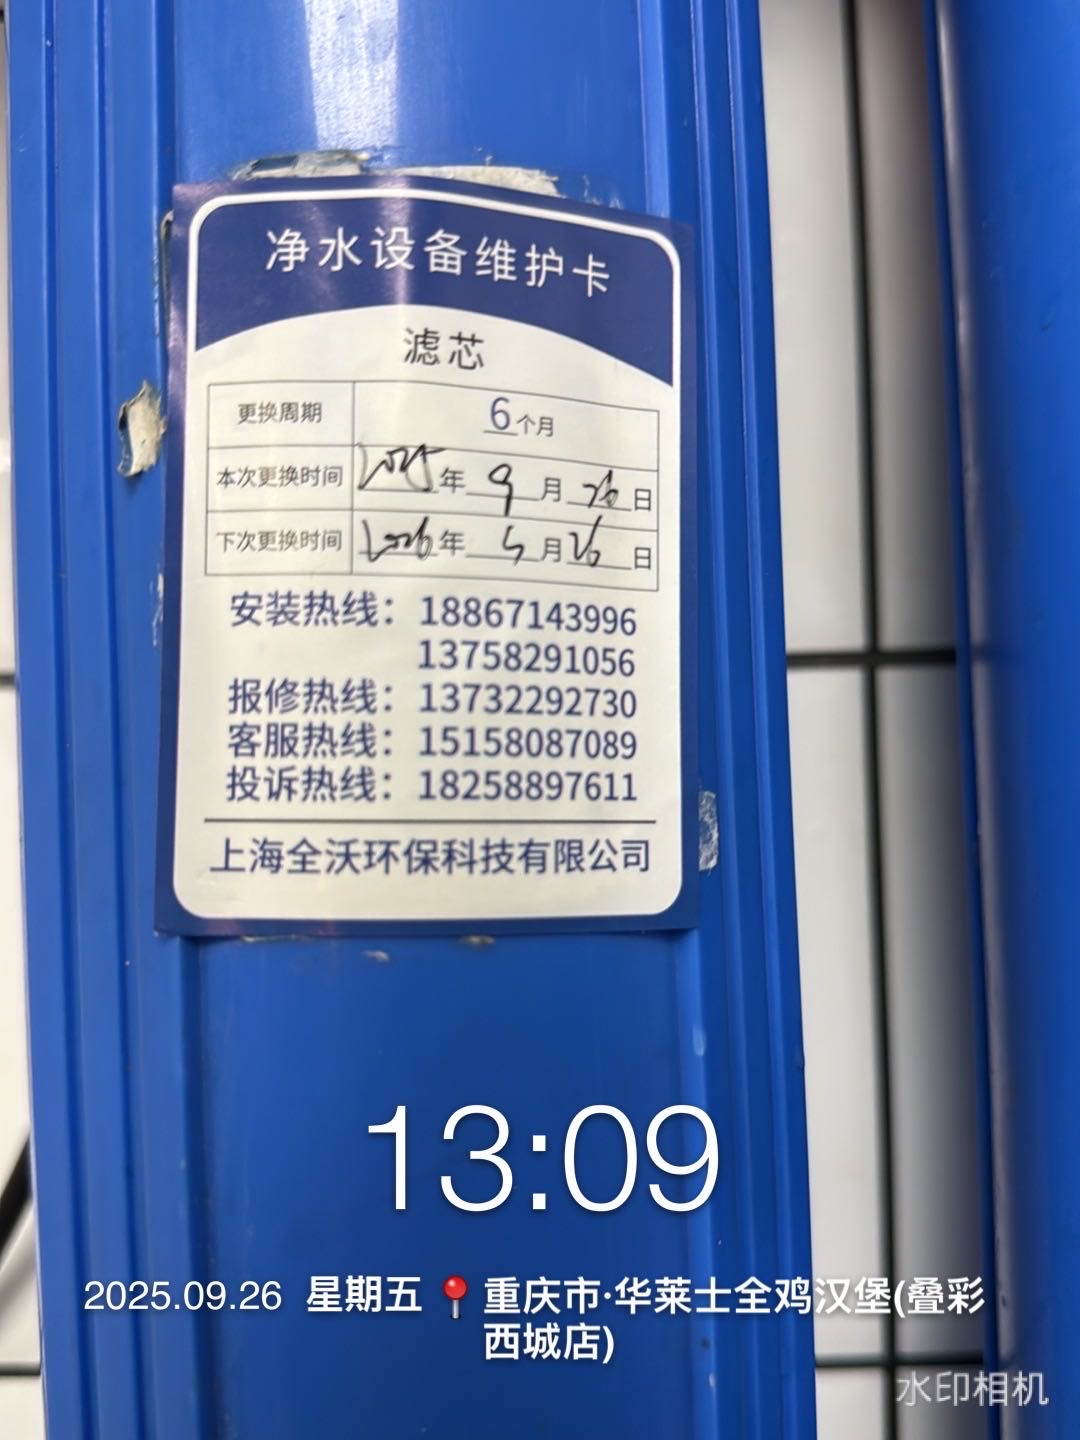 净水设备维护卡
滤芯
更换周期 6个月
本次更换时间 2025年 9月 26日
下次更换时间 2026年 月 26日
安装热线：18867143996
13758291056
报修热线：13732292730
客服热线：15158087089
投诉热线：18258897611
上海全沃环保科技有限公司
13:09
2025.09.26 星期五 📍重庆市·华莱士全鸡汉堡(叠彩
西城店)
水印相机